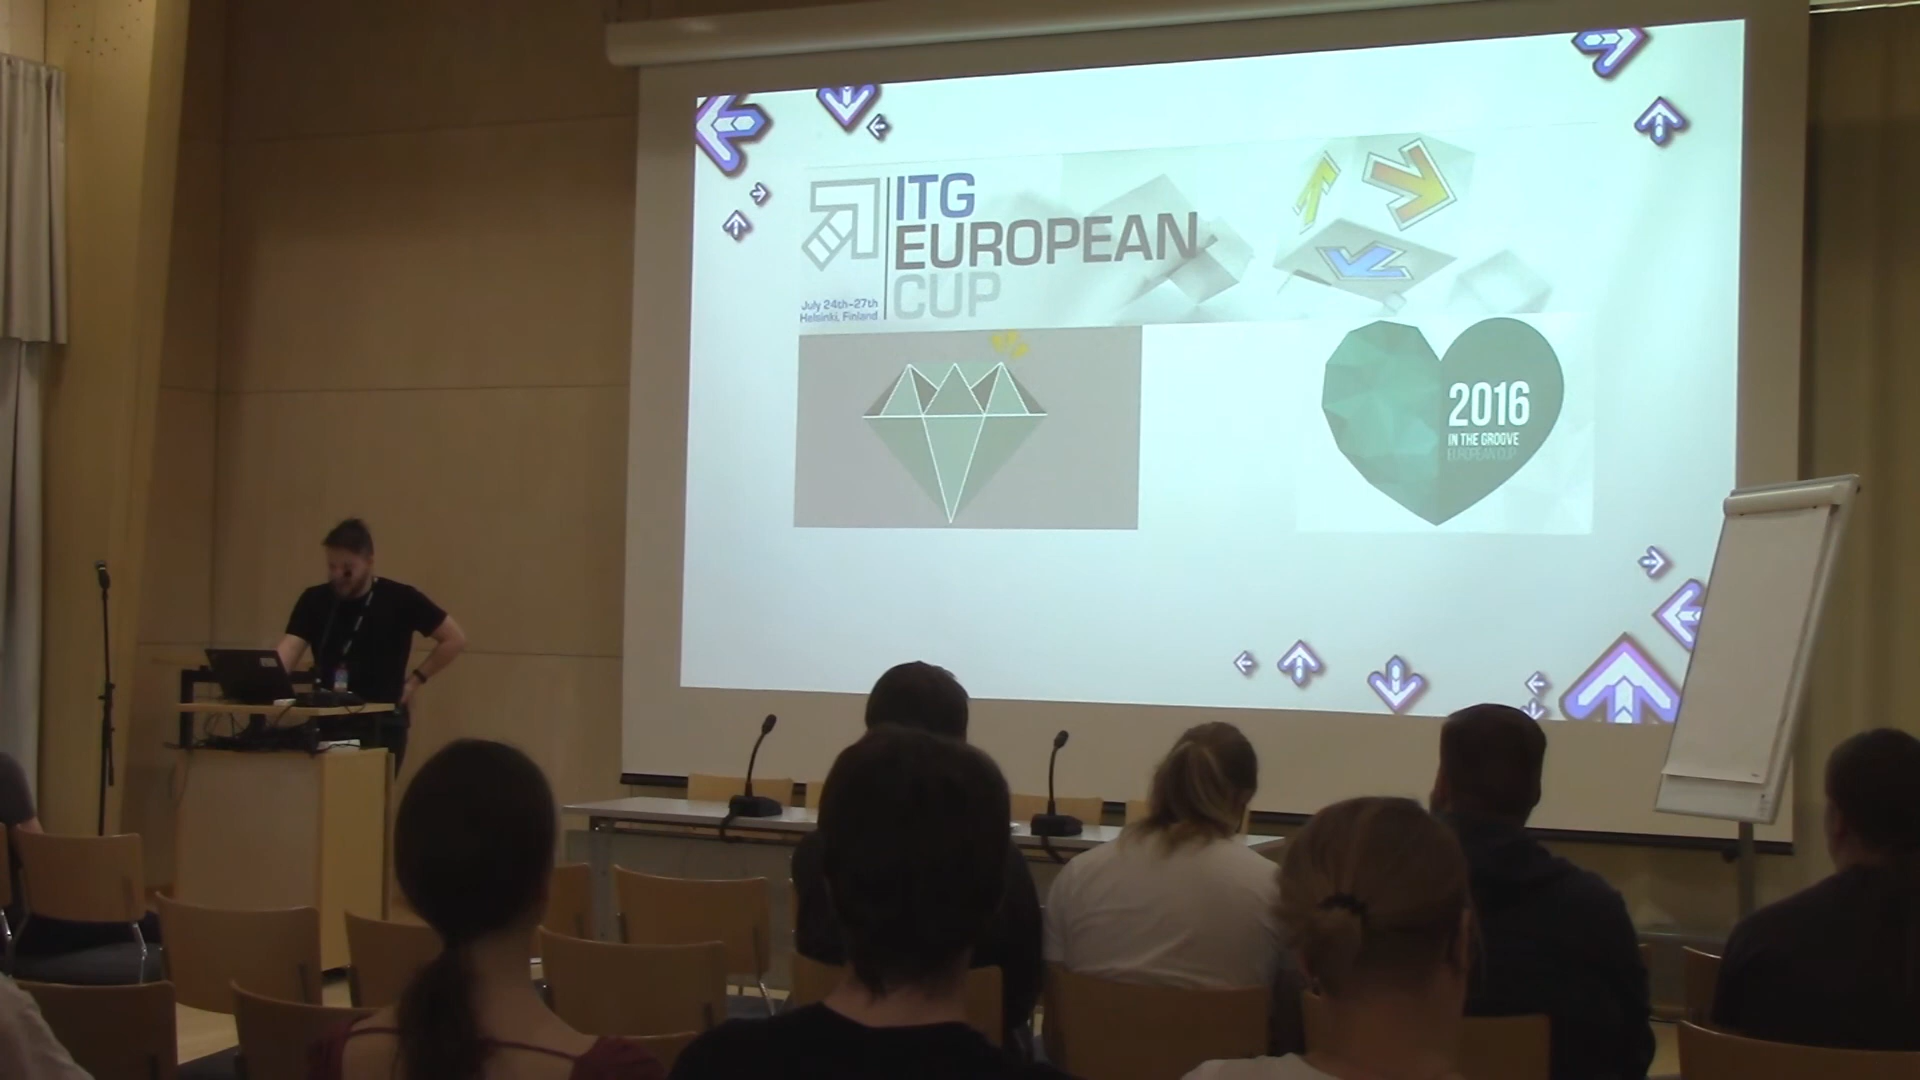 ITG
EUROPEAN
CUP
July 24th-27th
Helsinki, Finland
2016
IN THE GROOVE
EUROPEAN CUP